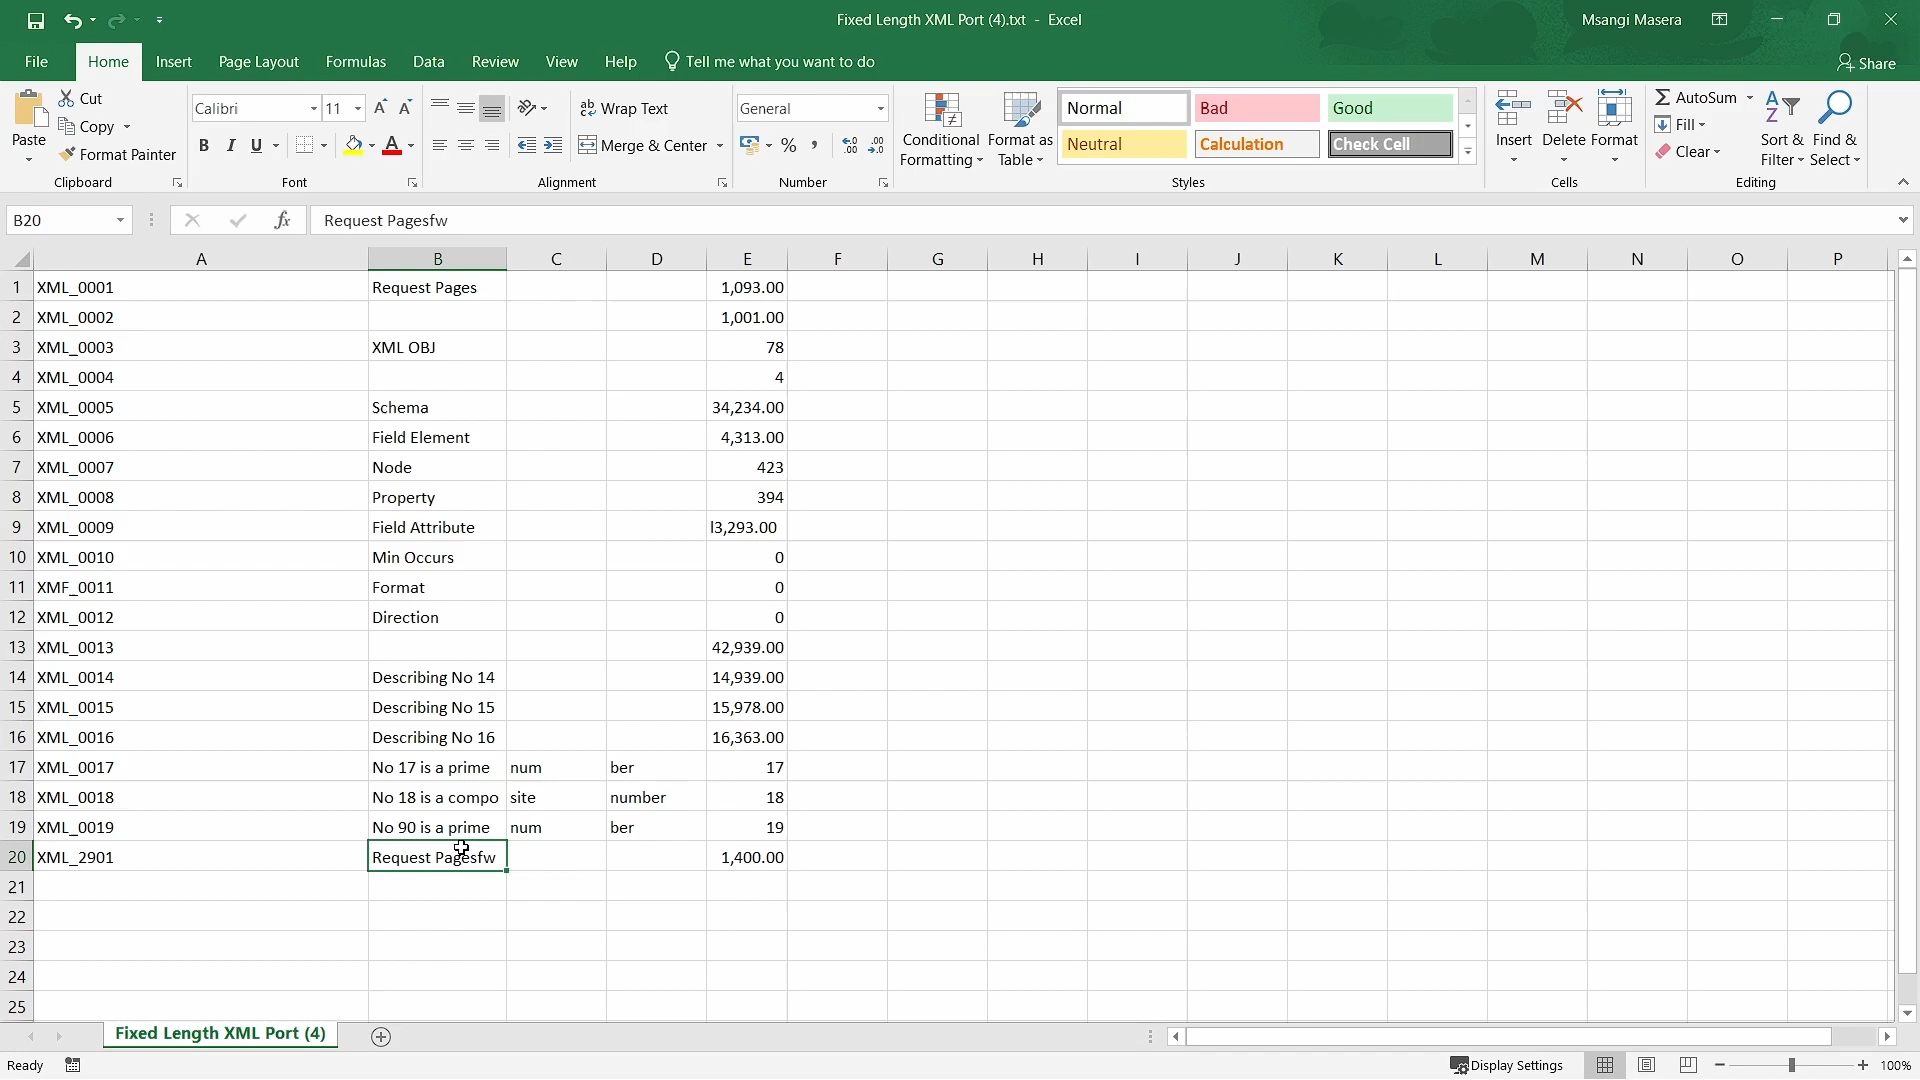 Fixed Length XML Port (4).txt - Excel
Msangi Masera
File Home Insert Page Layout Formulas Data Review View Help Tell me what you want to do
Share
Paste
Cut
Copy
Format Painter
Clipboard
Calibri 11
B I U
Font
Wrap Text
Merge & Center
Alignment
General
% ,
Number
Conditional Formatting
Format as Table
Normal Bad Good
Neutral Calculation Check Cell
Styles
Insert Delete Format
Cells
AutoSum
Fill
Clear
Sort & Filter
Find & Select
Editing
B20 fx Request Pagesfw
A B C D E F G H I J K L M N O P
1 XML_0001 Request Pages 1,093.00
2 XML_0002 1,001.00
3 XML_0003 XML OBJ 78
4 XML_0004 4
5 XML_0005 Schema 34,234.00
6 XML_0006 Field Element 4,313.00
7 XML_0007 Node 423
8 XML_0008 Property 394
9 XML_0009 Field Attribute l3,293.00
10 XML_0010 Min Occurs 0
11 XMF_0011 Format 0
12 XML_0012 Direction 0
13 XML_0013 42,939.00
14 XML_0014 Describing No 14 14,939.00
15 XML_0015 Describing No 15 15,978.00
16 XML_0016 Describing No 16 16,363.00
17 XML_0017 No 17 is a prime num ber 17
18 XML_0018 No 18 is a compo site number 18
19 XML_0019 No 90 is a prime num ber 19
20 XML_2901 Request Pagesfw 1,400.00
21
22
23
24
25
Fixed Length XML Port (4)
Ready
Display Settings
100%